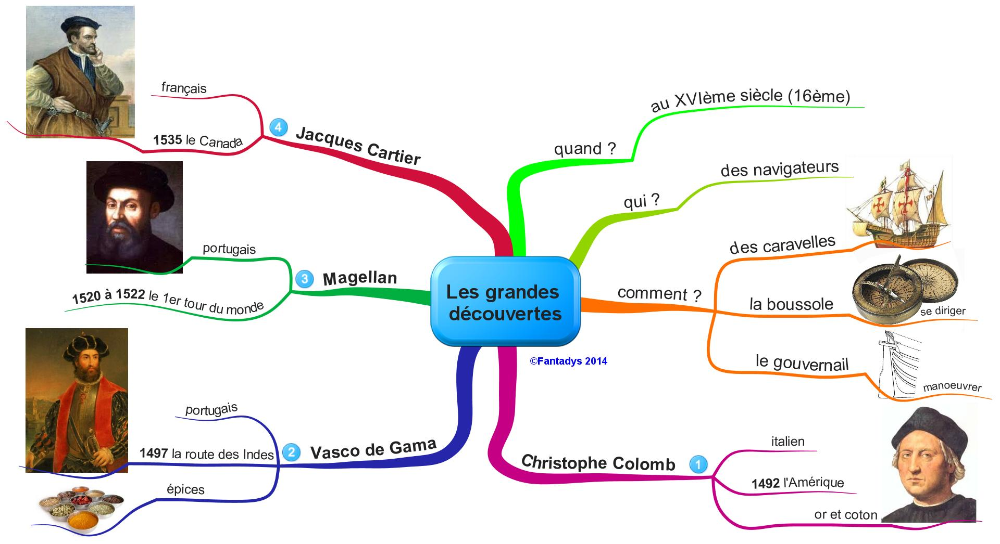 Les grandes
découvertes
©Fantadys 2014
quand ?
au XVIème siècle (16ème)
qui ?
des navigateurs
comment ?
des caravelles
la boussole
se diriger
le gouvernail
manoeuvrer
Christophe Colomb 1
italien
1492 l'Amérique
or et coton
2 Vasco de Gama
portugais
1497 la route des Indes
épices
3 Magellan
portugais
1520 à 1522 le 1er tour du monde
4 Jacques Cartier
français
1535 le Canada